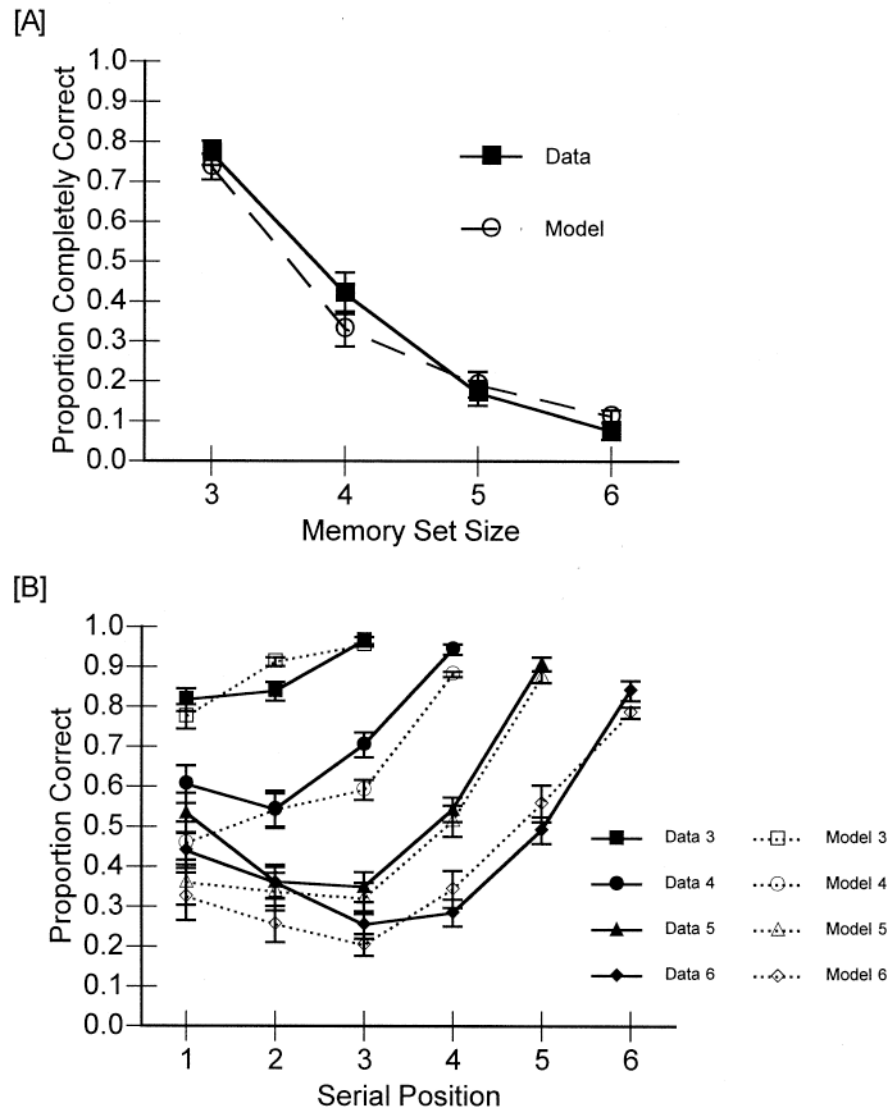 [A]
Proportion Completely Correct
1.0
0.9
0.8
0.7
0.6
0.5
0.4
0.3
0.2
0.1
0.0
Data
Model
3 4 5 6
Memory Set Size
[B]
Proportion Correct
1.0
0.9
0.8
0.7
0.6
0.5
0.4
0.3
0.2
0.1
0.0
Data 3 Model 3
Data 4 Model 4
Data 5 Model 5
Data 6 Model 6
1 2 3 4 5 6
Serial Position